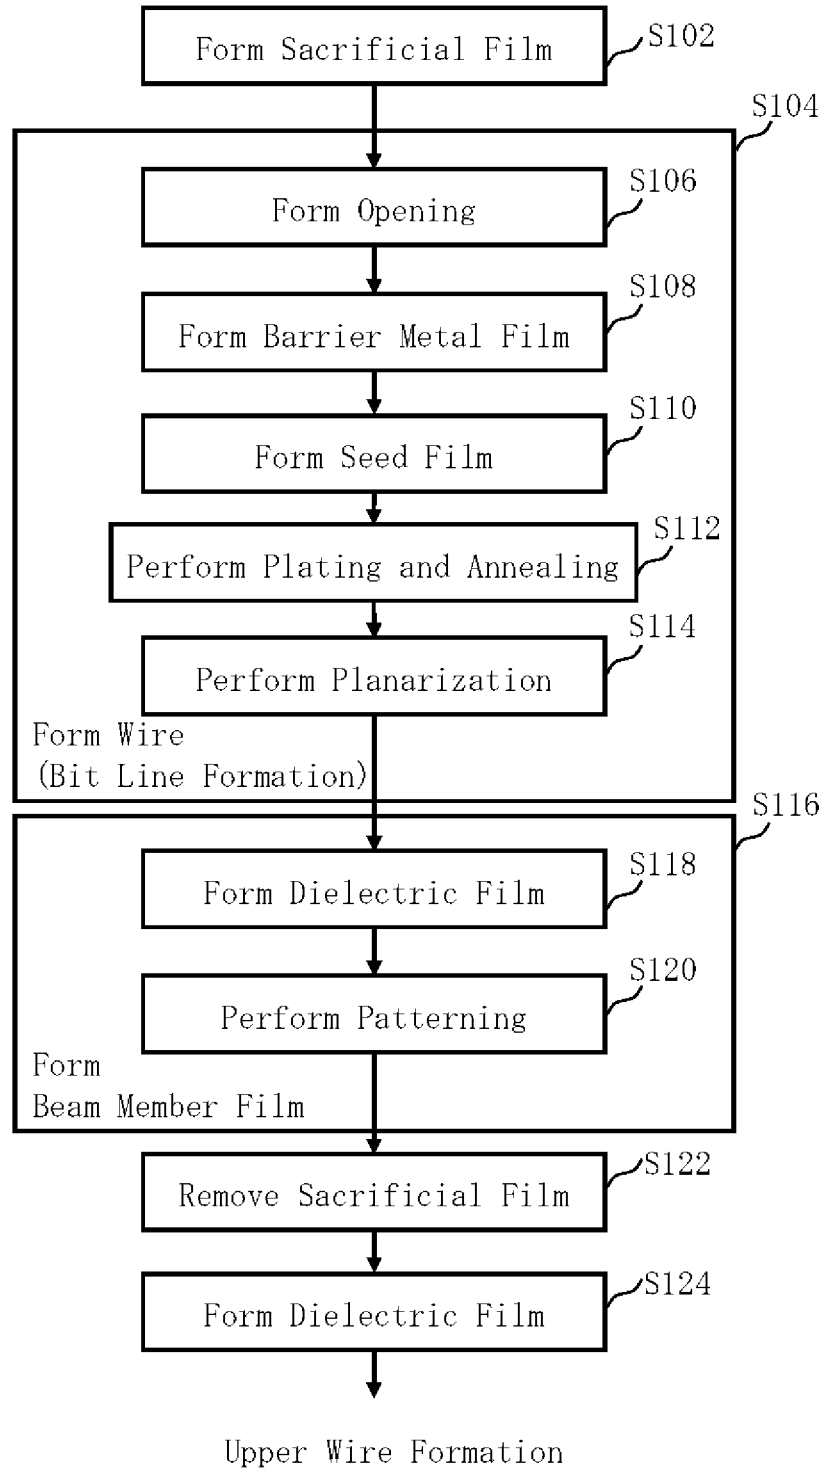 Form Sacrificial Film
S102
S104
S106
Form Opening
S108
Form Barrier Metal Film
S110
Form Seed Film
S112
Perform Plating and Annealing
S114
Perform Planarization
Form Wire
(Bit Line Formation)
S116
S118
Form Dielectric Film
S120
Perform Patterning
Form
Beam Member Film
S122
Remove Sacrificial Film
S124
Form Dielectric Film
Upper Wire Formation